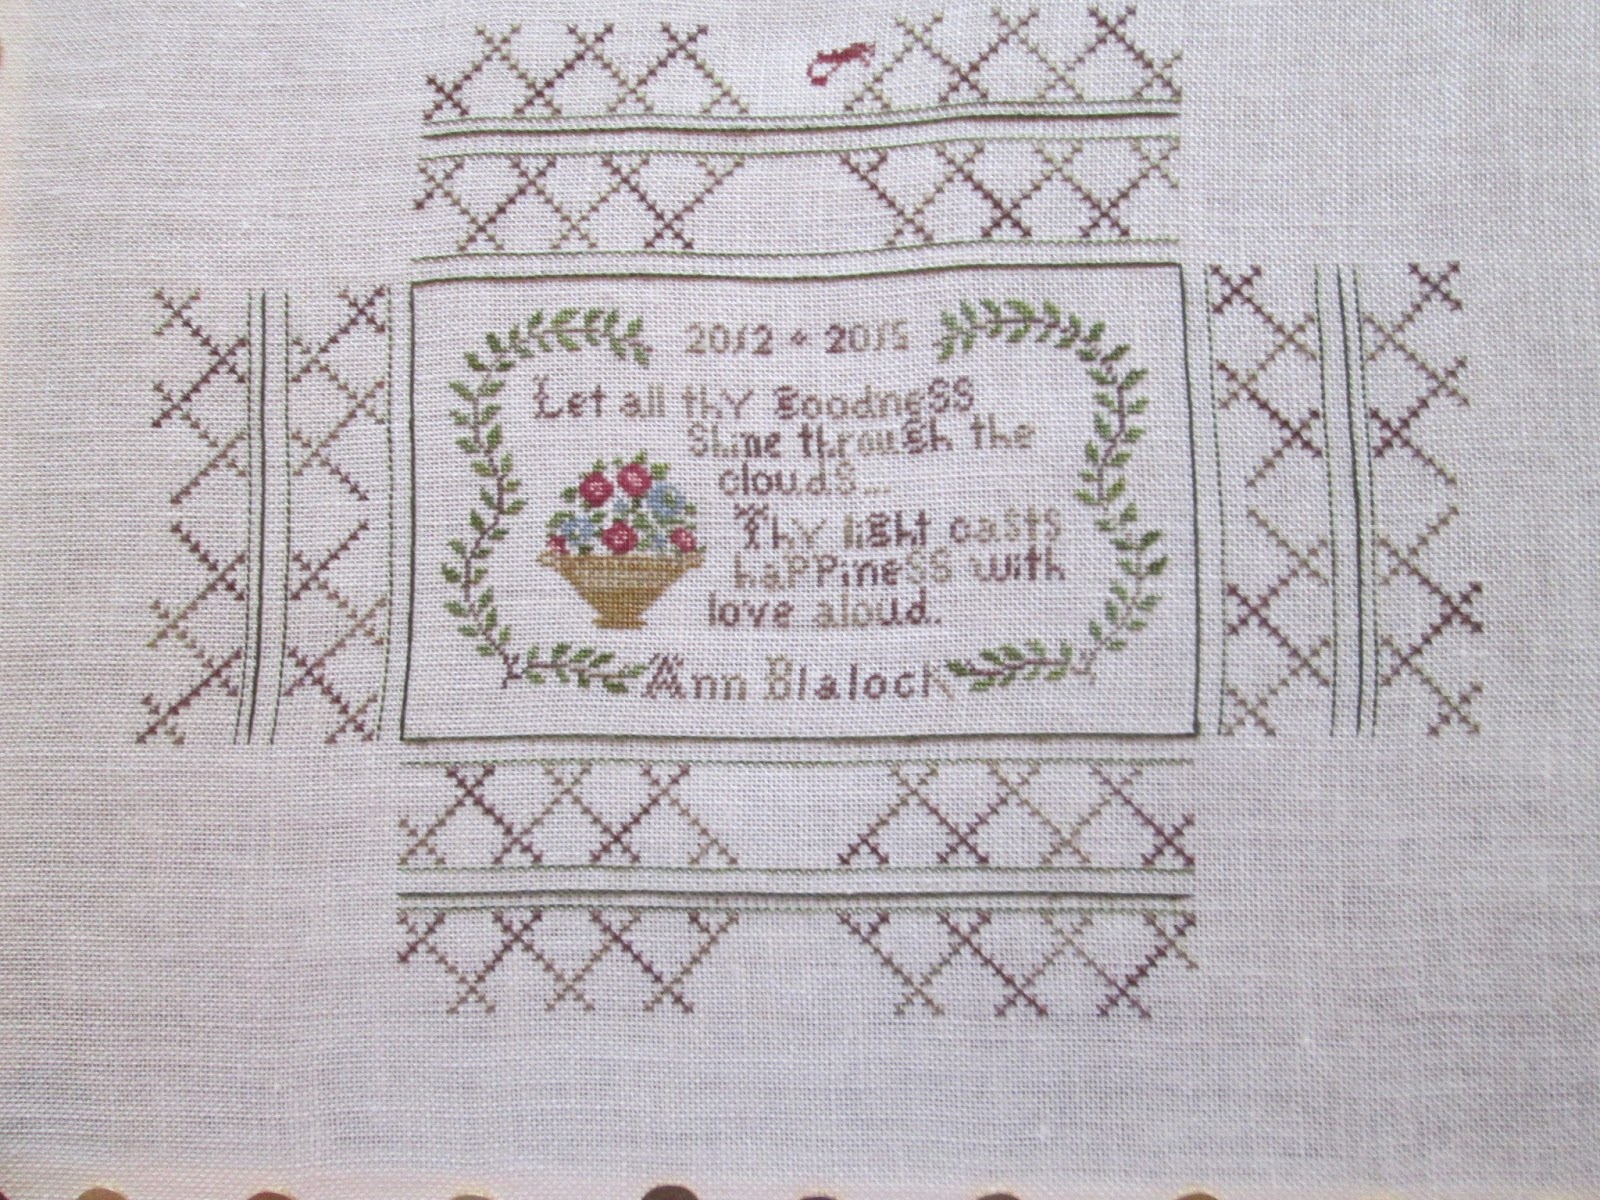 2012 + 2015
Let all thy goodness
Shine through the
clouds...
Thy light casts
happiness with
love aloud.
Ann Blalock